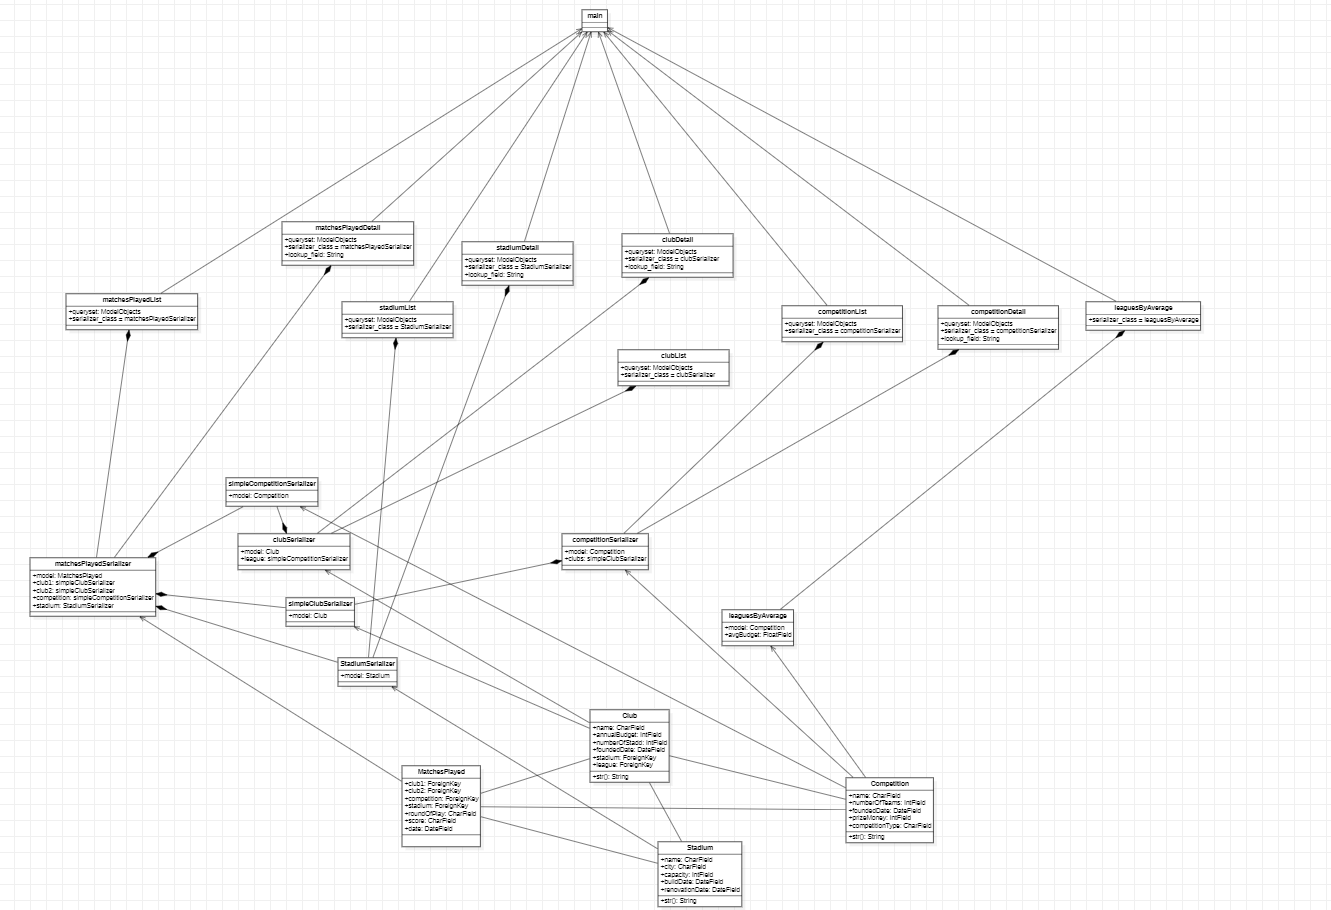 main
matchesPlayedDetail
+queryset: ModelObjects
+serializer_class = matchesPlayedSerializer
+lookup_field: String
stadiumDetail
+queryset: ModelObjects
+serializer_class = StadiumSerializer
+lookup_field: String
clubDetail
+queryset: ModelObjects
+serializer_class = clubSerializer
+lookup_field: String
matchesPlayedList
+queryset: ModelObjects
+serializer_class = matchesPlayedSerializer
stadiumList
+queryset: ModelObjects
+serializer_class = StadiumSerializer
competitionList
+queryset: ModelObjects
+serializer_class = competitionSerializer
competitionDetail
+queryset: ModelObjects
+serializer_class = competitionSerializer
+lookup_field: String
leaguesByAverage
+serializer_class = leaguesByAverage
clubList
+queryset: ModelObjects
+serializer_class = clubSerializer
simpleCompetitionSerializer
+model: Competition
clubSerializer
+model: Club
+league: simpleCompetitionSerializer
competitionSerializer
+model: Competition
+clubs: simpleClubSerializer
matchesPlayedSerializer
+model: MatchesPlayed
+club1: simpleClubSerializer
+club2: simpleClubSerializer
+competition: simpleCompetitionSerializer
+stadium: StadiumSerializer
simpleClubSerializer
+model: Club
leaguesByAverage
+model: Competition
+avgBudget: FloatField
StadiumSerializer
+model: Stadium
Club
+name: CharField
+annualBudget: IntField
+numberOfStadd: IntField
+foundedDate: DateField
+stadium: ForeignKey
+league: ForeignKey
+str(): String
MatchesPlayed
+club1: ForeignKey
+club2: ForeignKey
+competition: ForeignKey
+stadium: ForeignKey
+roundOfPlay: CharField
+score: CharField
+date: DateField
Competition
+name: CharField
+numberOfTeams: IntField
+foundedDate: DateField
+prizeMoney: IntField
+competitionType: CharField
+str(): String
Stadium
+name: CharField
+city: CharField
+capacity: IntField
+buildDate: DateField
+renovationDate: DateField
+str(): String